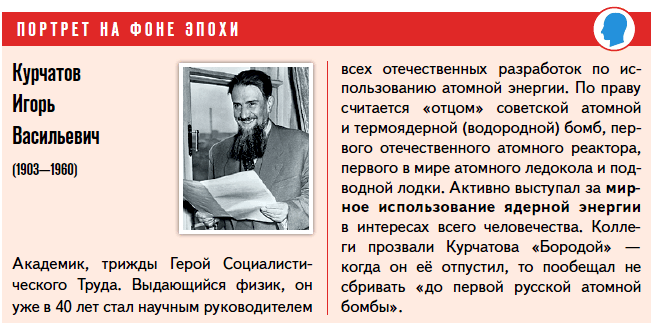 ПОРТРЕТ НА ФОНЕ ЭПОХИ
Курчатов
Игорь
Васильевич
(1903—1960)
Академик, трижды Герой Социалисти-
ческого Труда. Выдающийся физик, он
уже в 40 лет стал научным руководителем
всех отечественных разработок по ис-
пользованию атомной энергии. По праву
считается «отцом» советской атомной
и термоядерной (водородной) бомб, пер-
вого отечественного атомного реактора,
первого в мире атомного ледокола и под-
водной лодки. Активно выступал за мир-
ное использование ядерной энергии
в интересах всего человечества. Колле-
ги прозвали Курчатова «Бородой» —
когда он её отпустил, то пообещал не
сбривать «до первой русской атомной
бомбы».